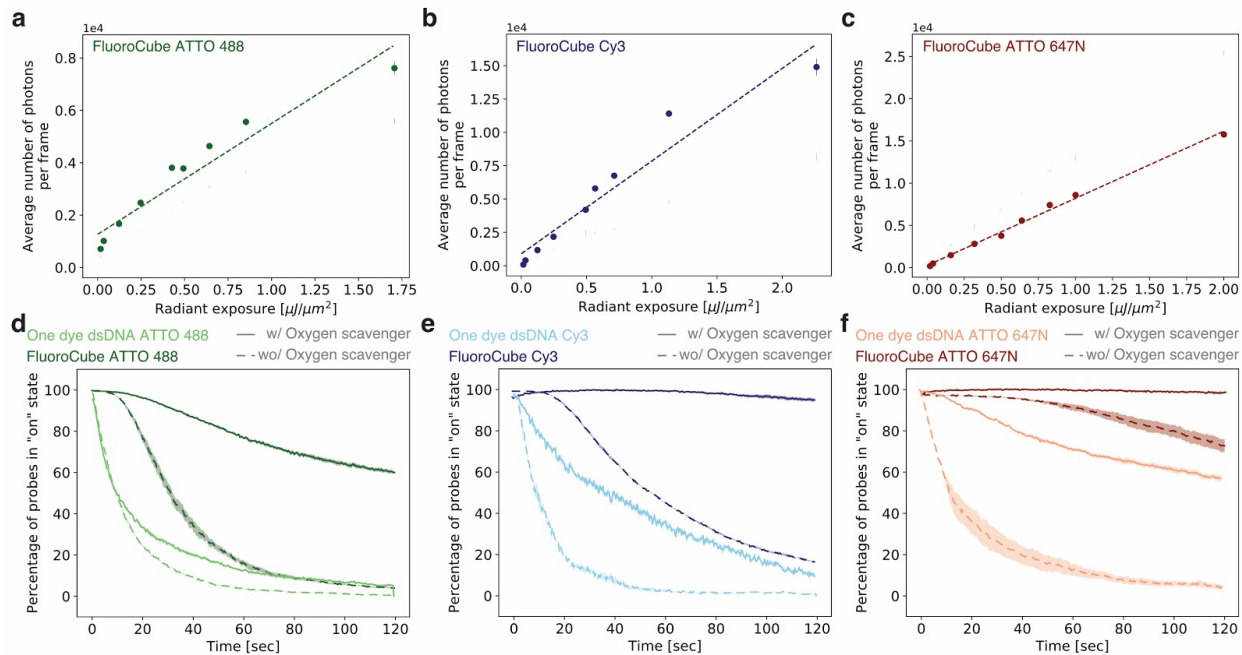 a
1e4
FluoroCube ATTO 488
Average number of photons
per frame
0.8
0.6
0.4
0.2
0.0
0.00 0.25 0.50 0.75 1.00 1.25 1.50 1.75
Radiant exposure [μJ/μm²]
b
1e4
FluoroCube Cy3
Average number of photons
per frame
1.50
1.25
1.00
0.75
0.50
0.25
0.00
0.0 0.5 1.0 1.5 2.0
Radiant exposure [μJ/μm²]
c
1e4
FluoroCube ATTO 647N
Average number of photons
per frame
2.5
2.0
1.5
1.0
0.5
0.0
0.00 0.25 0.50 0.75 1.00 1.25 1.50 1.75 2.00
Radiant exposure [μJ/μm²]
d
One dye dsDNA ATTO 488 w/ Oxygen scavenger
FluoroCube ATTO 488 wo/ Oxygen scavenger
Percentage of probes in "on" state
100
80
60
40
20
0
0 20 40 60 80 100 120
Time [sec]
e
One dye dsDNA Cy3 w/ Oxygen scavenger
FluoroCube Cy3 wo/ Oxygen scavenger
Percentage of probes in "on" state
100
80
60
40
20
0
0 20 40 60 80 100 120
Time [sec]
f
One dye dsDNA ATTO 647N w/ Oxygen scavenger
FluoroCube ATTO 647N wo/ Oxygen scavenger
Percentage of probes in "on" state
100
80
60
40
20
0
0 20 40 60 80 100 120
Time [sec]